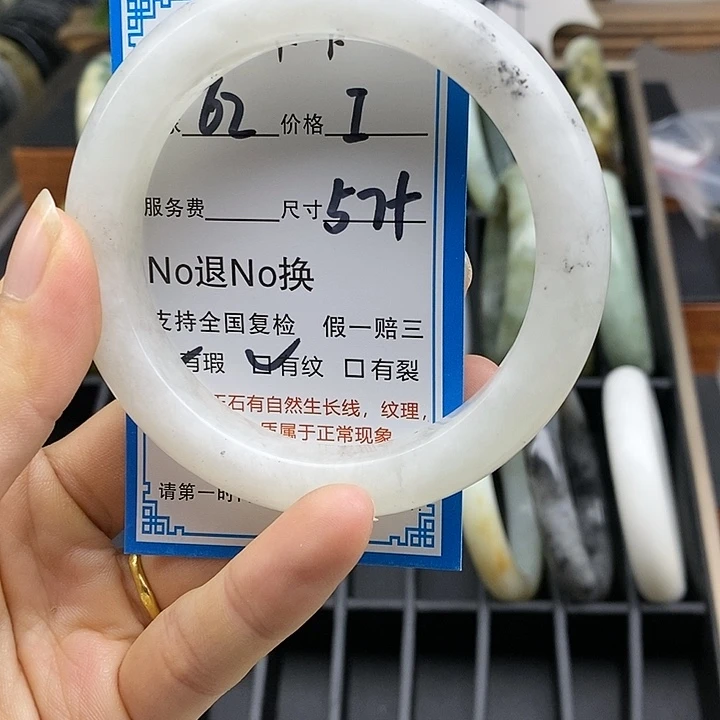 62 价格 I
服务费 尺寸 57+
No退No换
支持全国复检 假一赔三
有瑕 有纹 有裂
玉石有自然生长线，纹理，
质属于正常现象
请第一时